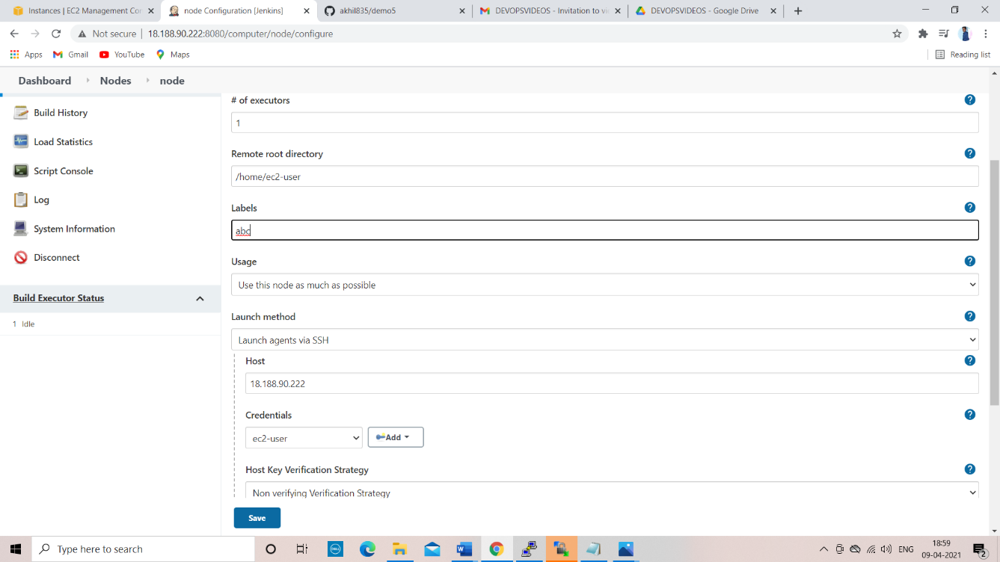 Instances | EC2 Management Cor
node Configuration [Jenkins]
akhil835/demo5
DEVOPSVIDEOS - Invitation to vie
DEVOPSVIDEOS - Google Drive
Not secure
18.188.90.222:8080/computer/node/configure
Apps
Gmail
YouTube
Maps
Reading list
Dashboard
Nodes
node
Build History
Load Statistics
Script Console
Log
System Information
Disconnect
Build Executor Status
1 Idle
# of executors
1
Remote root directory
/home/ec2-user
Labels
abd
Usage
Use this node as much as possible
Launch method
Launch agents via SSH
Host
18.188.90.222
Credentials
ec2-user
Add
Host Key Verification Strategy
Non verifying Verification Strategy
Save
Type here to search
DELL
ENG
18:59
09-04-2021
2